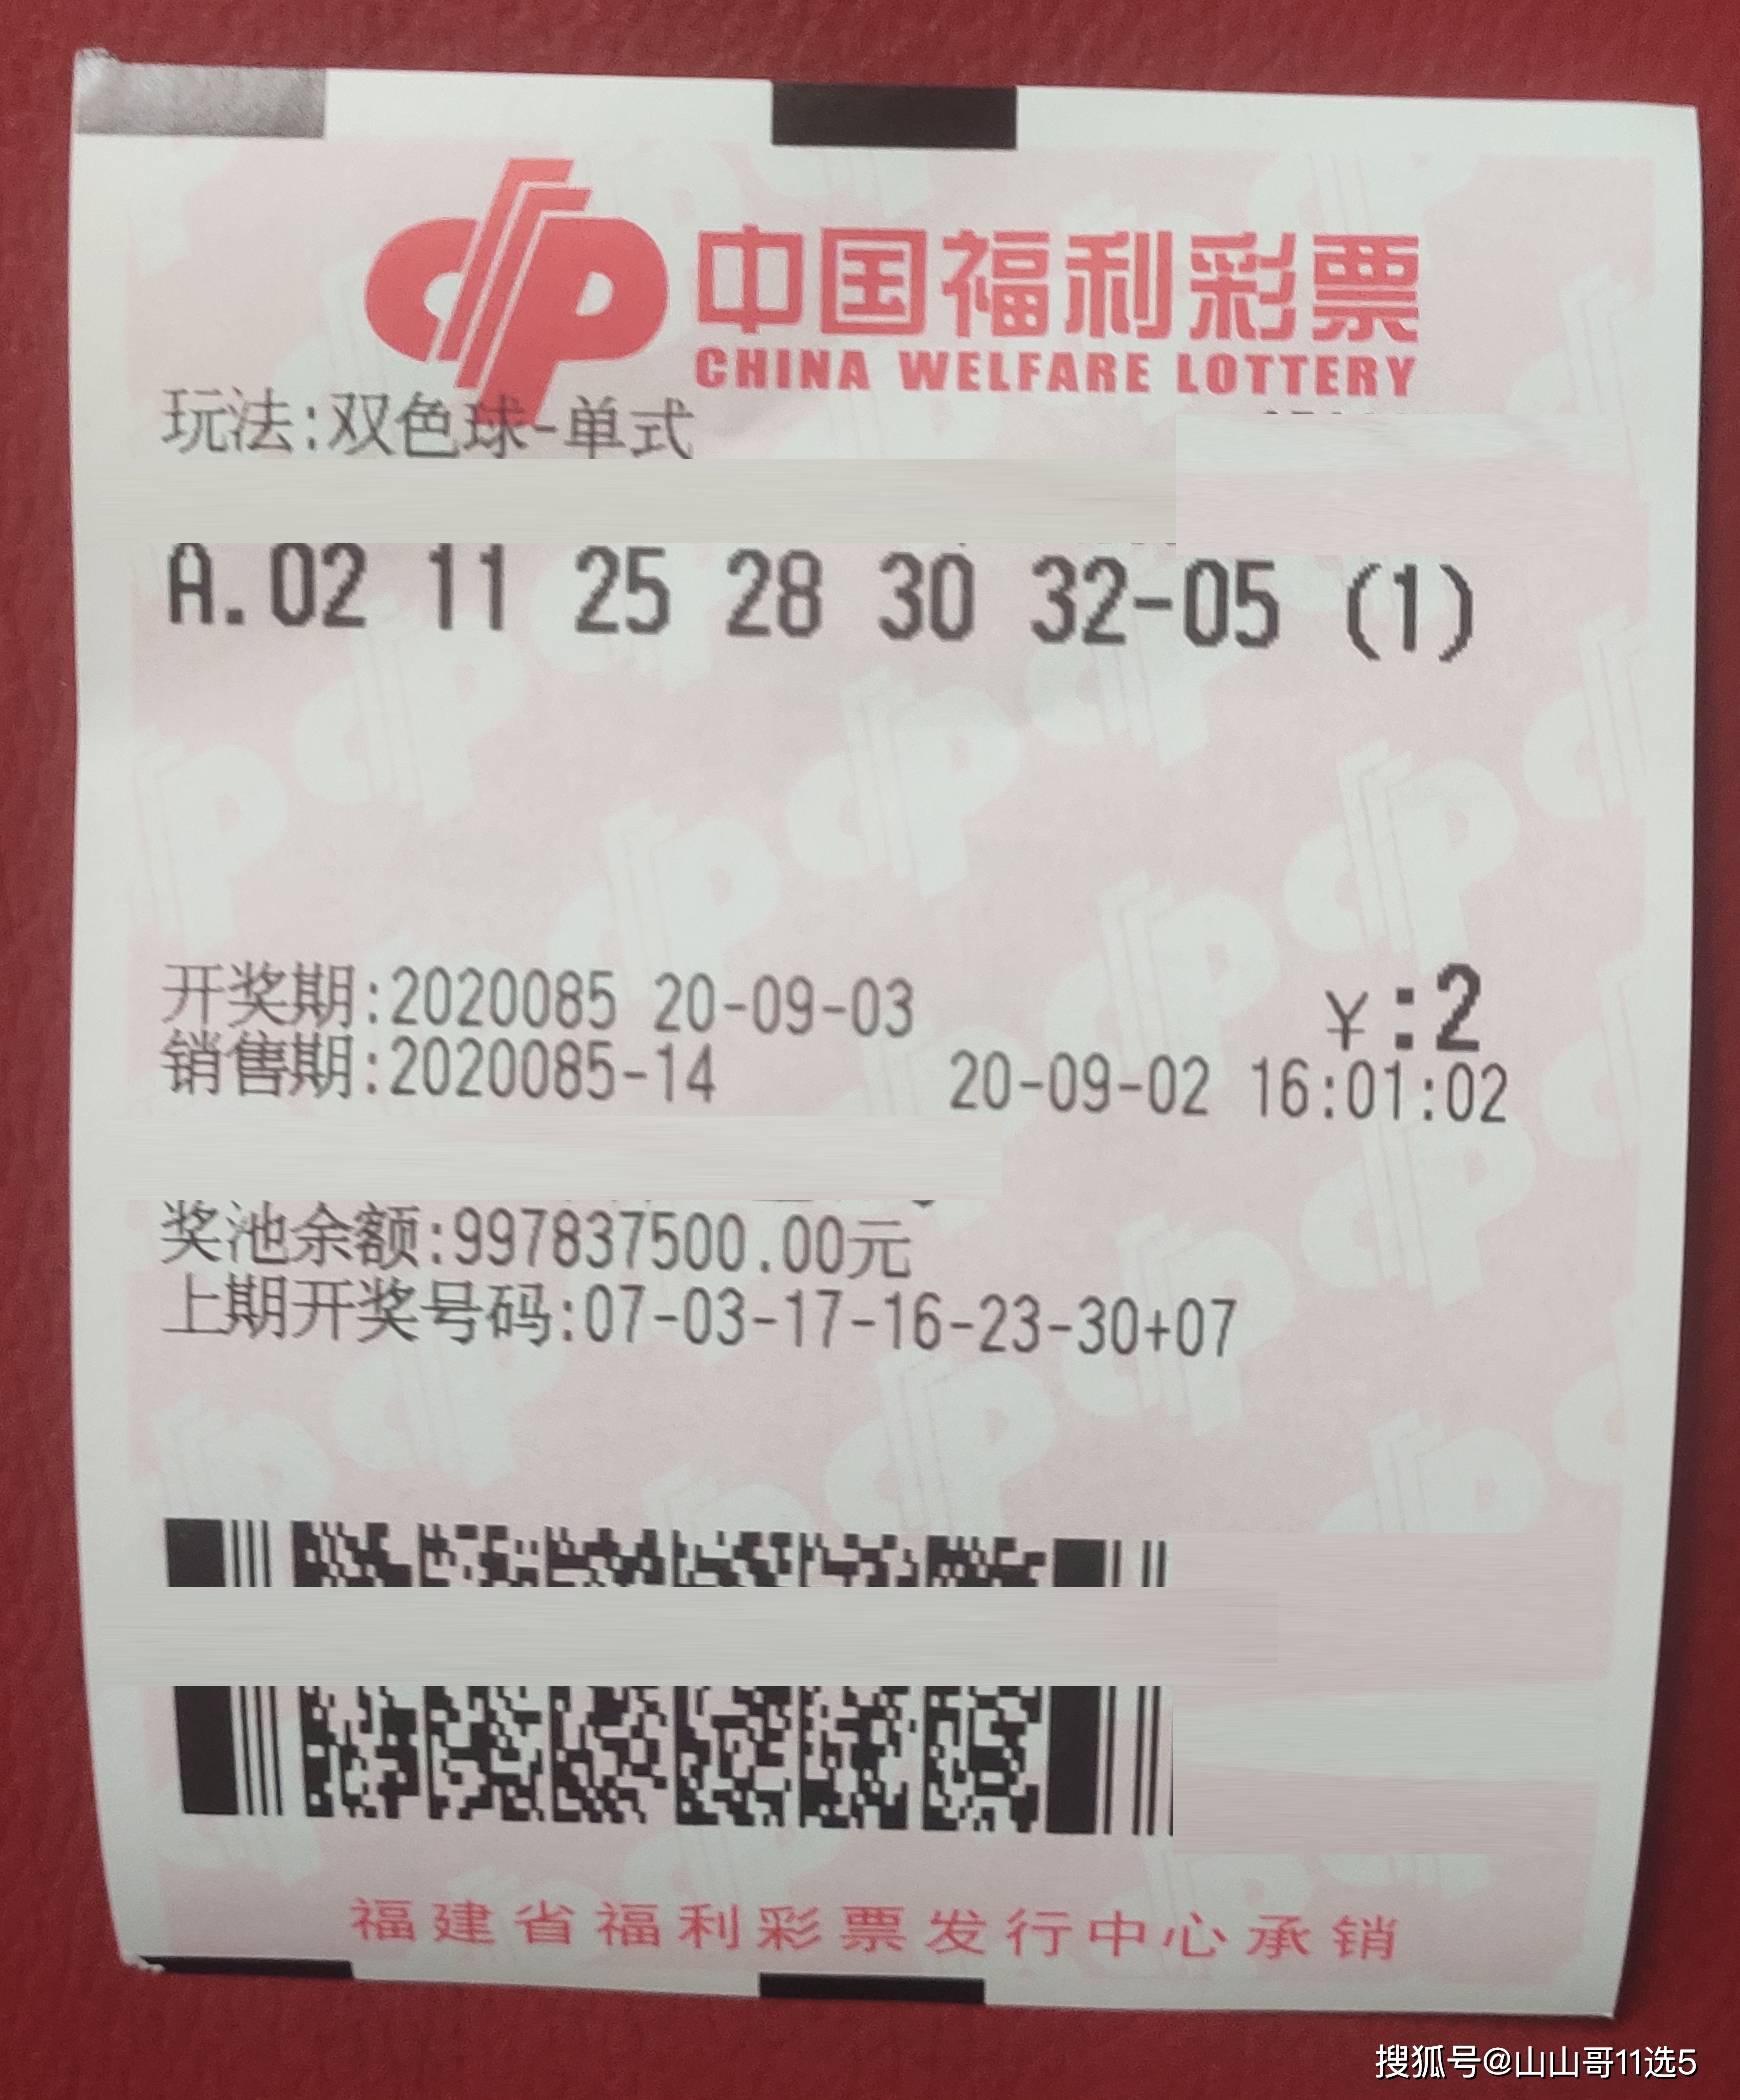 中国福利彩票
CHINA WELFARE LOTTERY
玩法:双色球-单式
A.02 11 25 28 30 32-05 (1)
开奖期:2020085 20-09-03 ¥:2
销售期:2020085-14 20-09-02 16:01:02
奖池余额:997837500.00元
上期开奖号码:07-03-17-16-23-30+07
福建省福利彩票发行中心承销
搜狐号@山山哥11选5